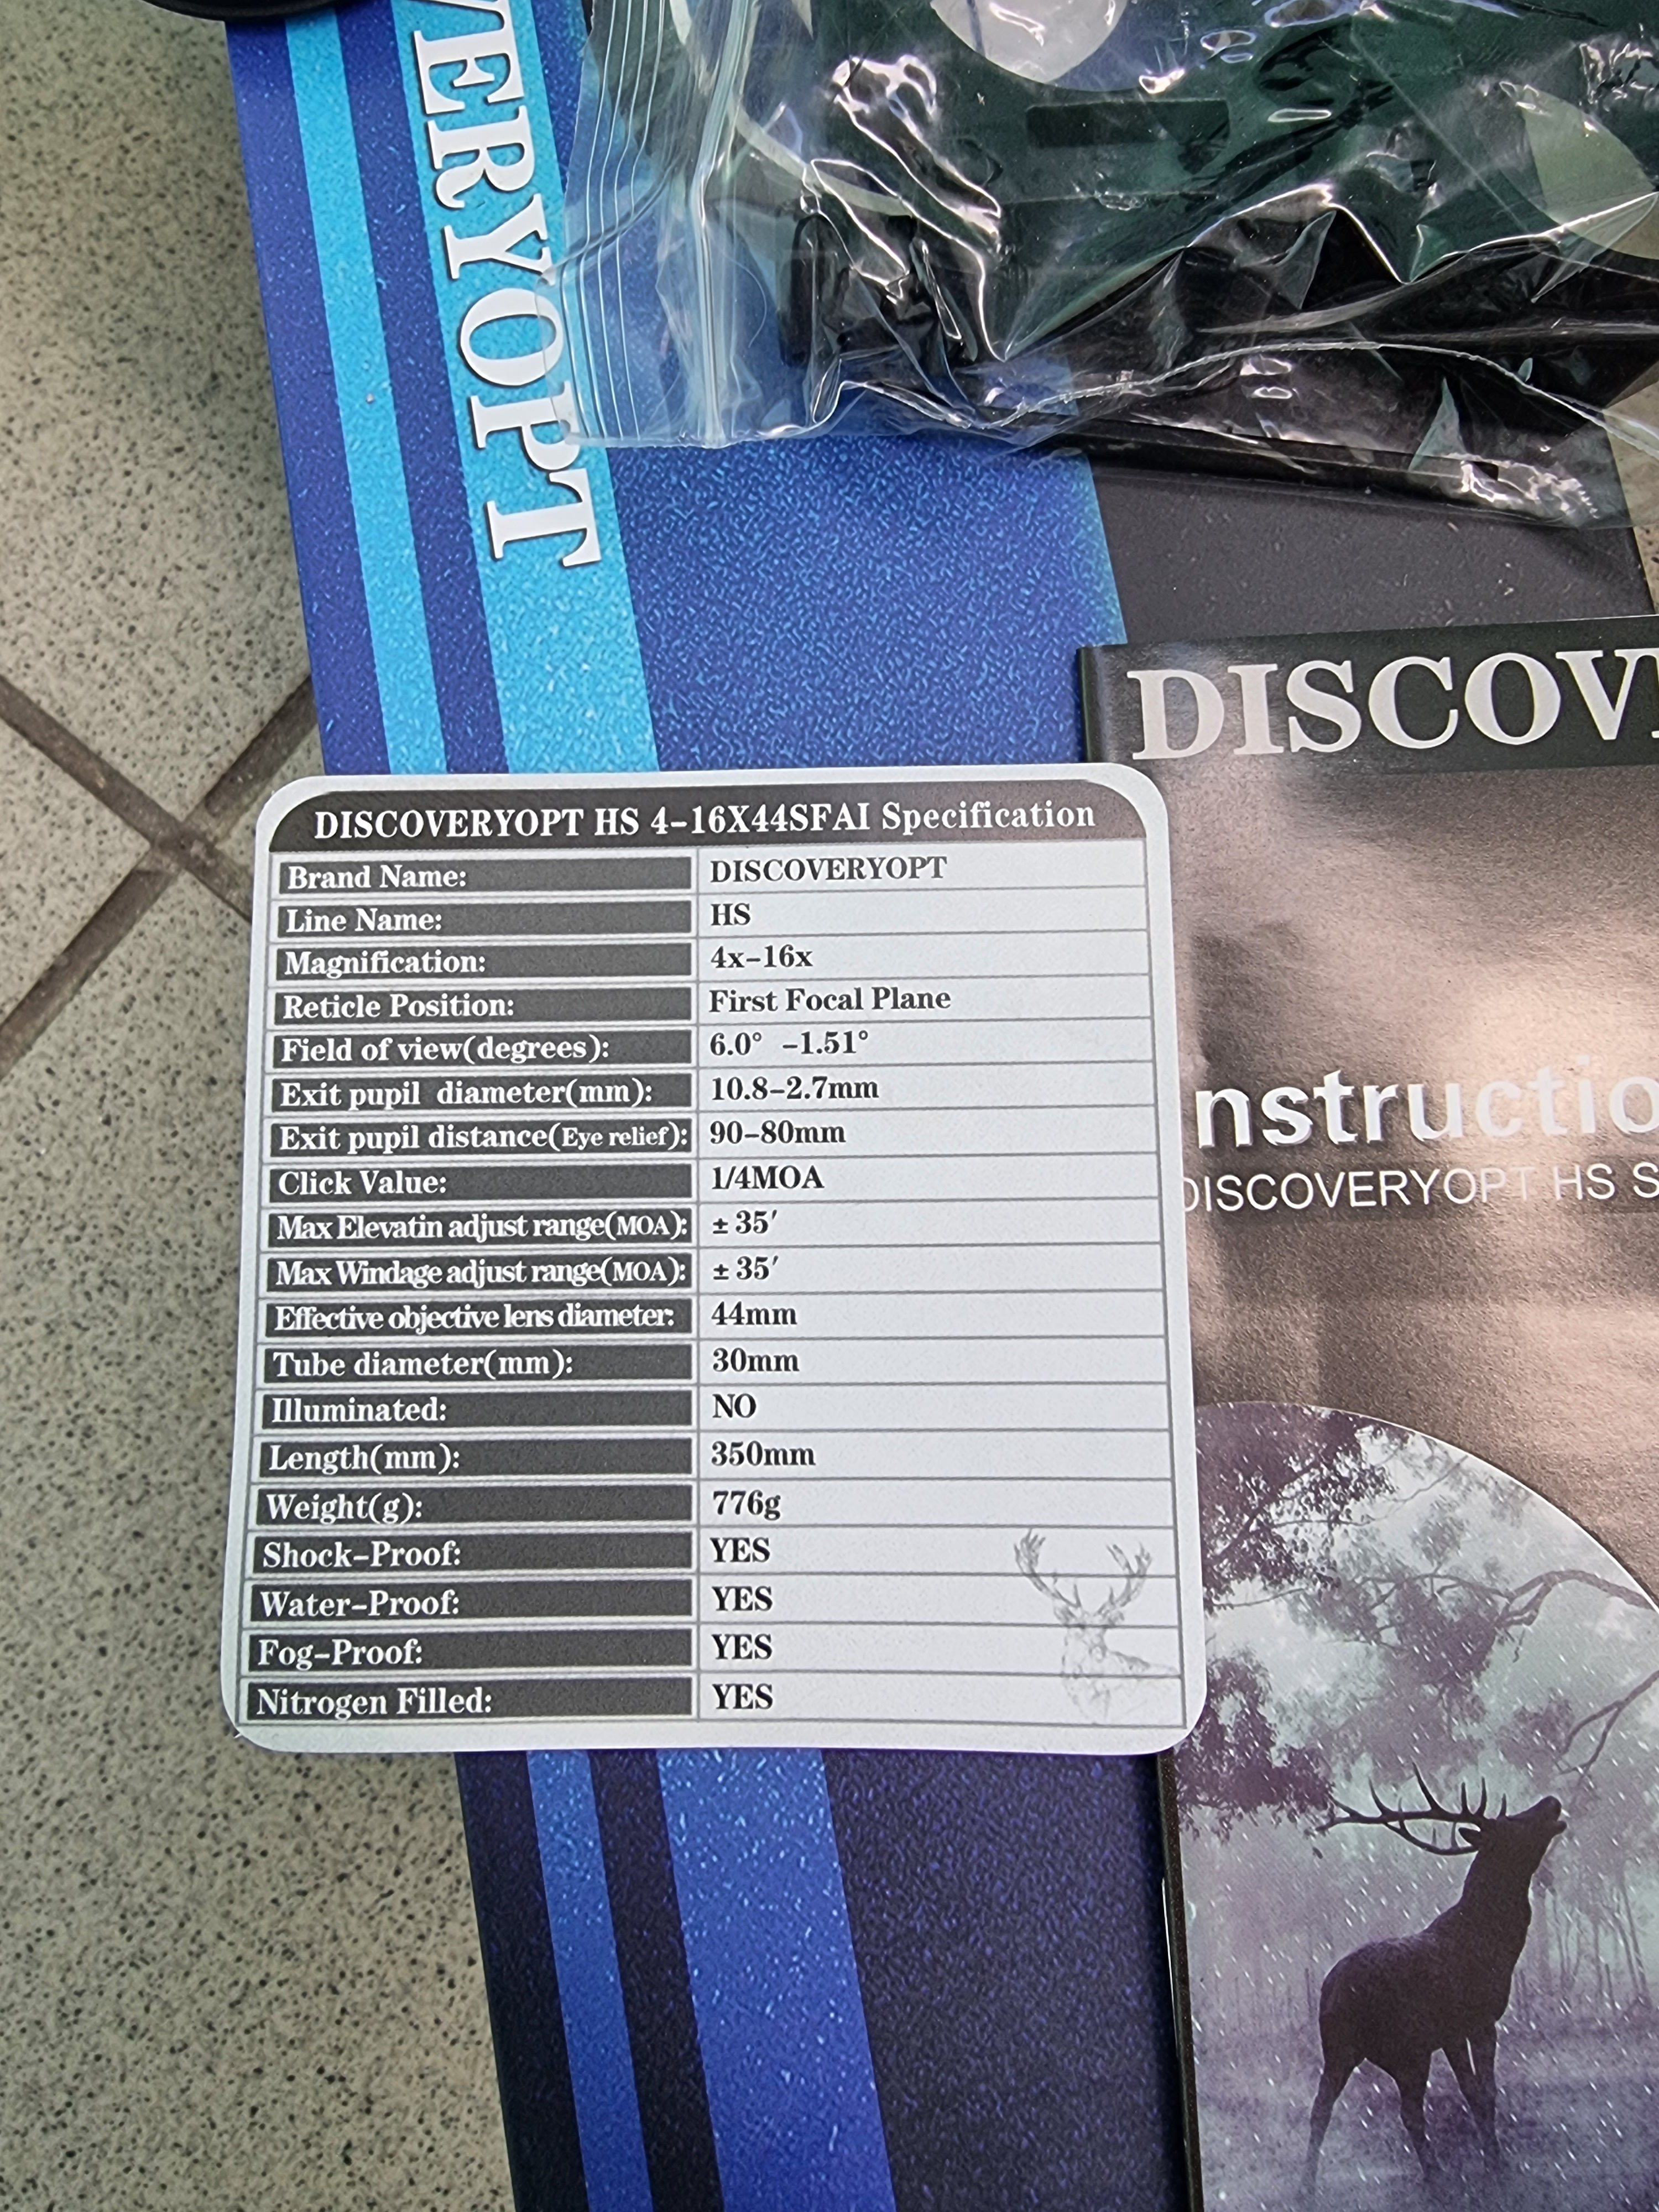 VERYOPT
DISCOV
nstructio
DISCOVERYOPT HS S
DISCOVERYOPT HS 4-16X44SFAI Specification
Brand Name: DISCOVERYOPT
Line Name: HS
Magnification: 4x-16x
Reticle Position: First Focal Plane
Field of view(degrees): 6.0° -1.51°
Exit pupil diameter(mm): 10.8-2.7mm
Exit pupil distance(Eye relief): 90-80mm
Click Value: 1/4MOA
Max Elevatin adjust range(MOA): ±35′
Max Windage adjust range(MOA): ±35′
Effective objective lens diameter: 44mm
Tube diameter(mm): 30mm
Illuminated: NO
Length(mm): 350mm
Weight(g): 776g
Shock-Proof: YES
Water-Proof: YES
Fog-Proof: YES
Nitrogen Filled: YES